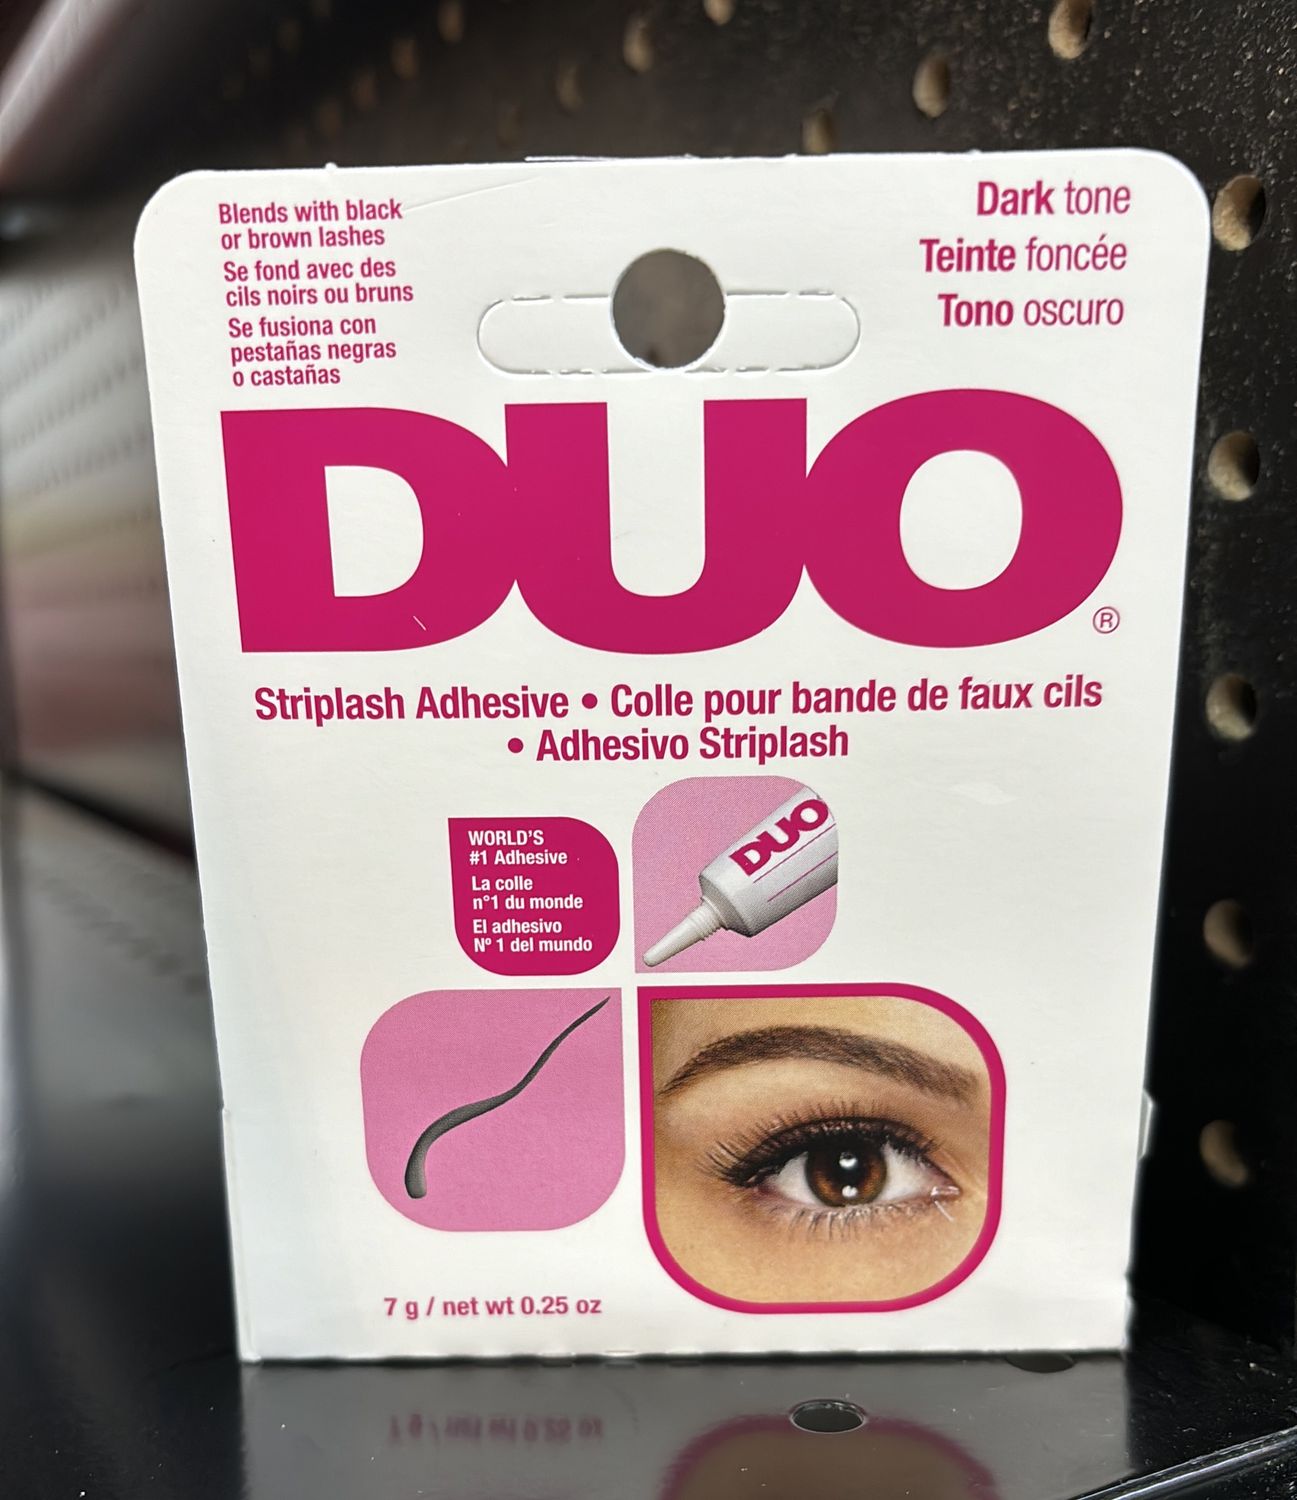 Blends with black
or brown lashes
Se fond avec des
cils noirs ou bruns
Se fusiona con
pestañas negras
o castañas
Dark tone
Teinte foncée
Tono oscuro
DUO®
Striplash Adhesive • Colle pour bande de faux cils
• Adhesivo Striplash
WORLD'S
#1 Adhesive
La colle
n°1 du monde
El adhesivo
Nº 1 del mundo
DUO
7 g / net wt 0.25 oz